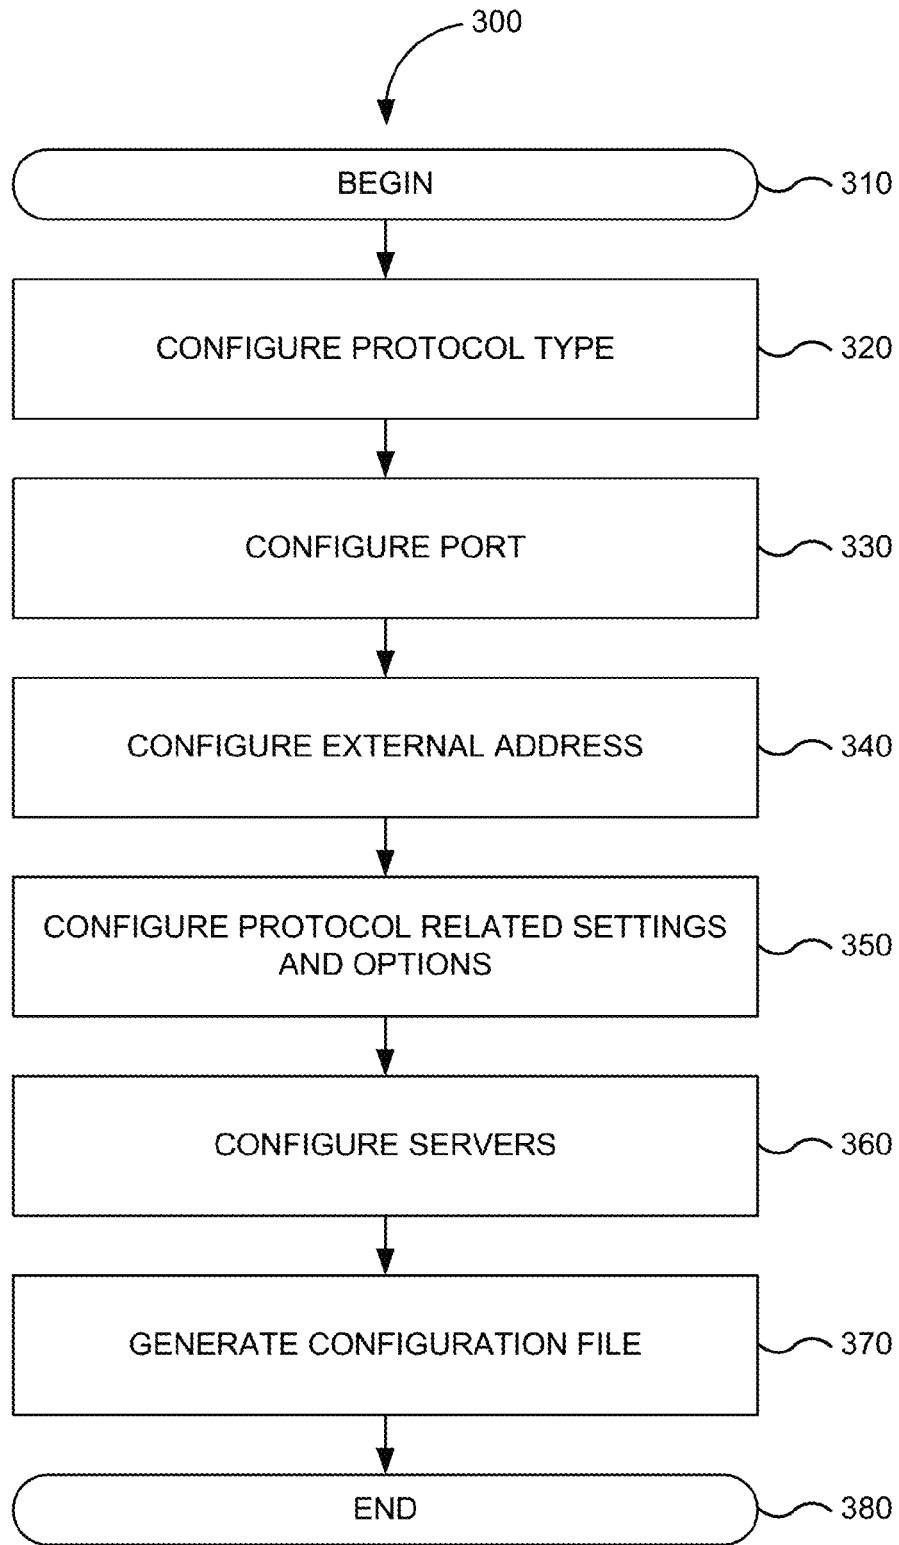 300
BEGIN
310
CONFIGURE PROTOCOL TYPE
320
CONFIGURE PORT
330
CONFIGURE EXTERNAL ADDRESS
340
CONFIGURE PROTOCOL RELATED SETTINGS
AND OPTIONS
350
CONFIGURE SERVERS
360
GENERATE CONFIGURATION FILE
370
END
380